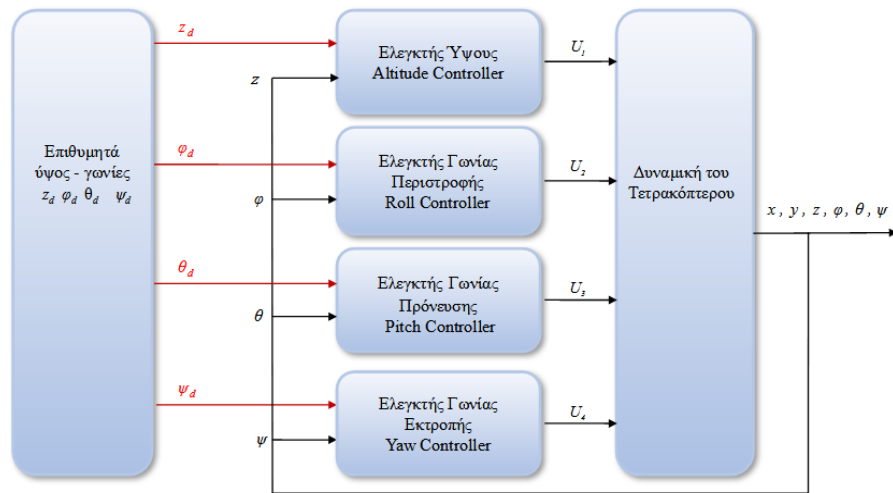 Επιθυμητά
ύψος - γωνίες
z_d φ_d θ_d ψ_d
z_d
z
φ_d
φ
θ_d
θ
ψ_d
ψ
Ελεγκτής Ύψους
Altitude Controller
Ελεγκτής Γωνίας
Περιστροφής
Roll Controller
Ελεγκτής Γωνίας
Πρόνευσης
Pitch Controller
Ελεγκτής Γωνίας
Εκτροπής
Yaw Controller
U_1
U_2
U_3
U_4
Δυναμική του
Τετρακόπτερου
x , y , z , φ , θ , ψ